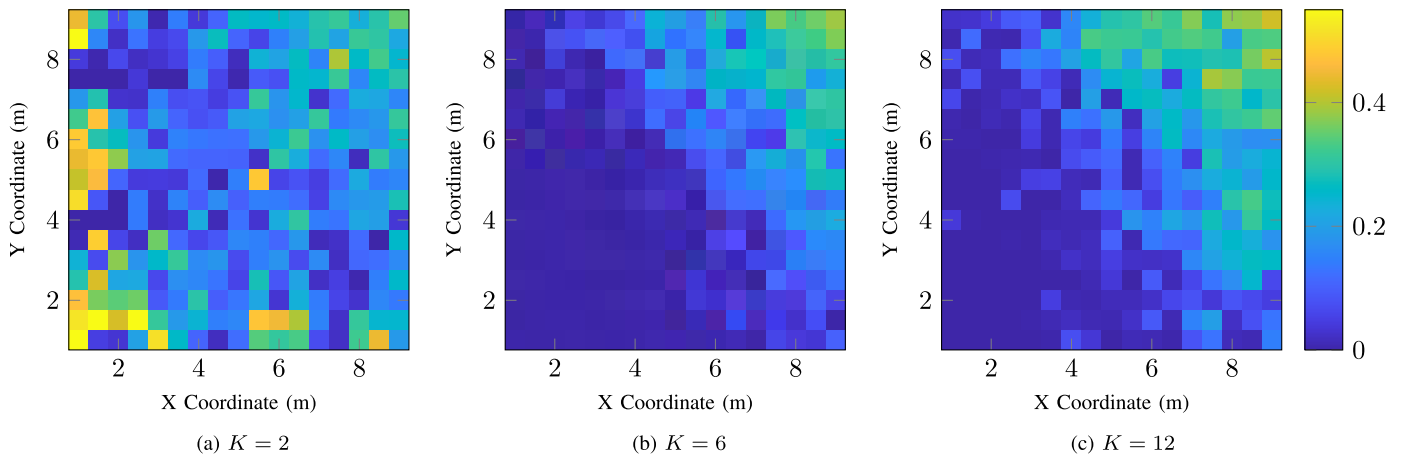 8
6
4
2
Y Coordinate (m)
2 4 6 8
X Coordinate (m)
(a) K = 2
8
6
4
2
Y Coordinate (m)
2 4 6 8
X Coordinate (m)
(b) K = 6
8
6
4
2
Y Coordinate (m)
2 4 6 8
X Coordinate (m)
(c) K = 12
0.4
0.2
0